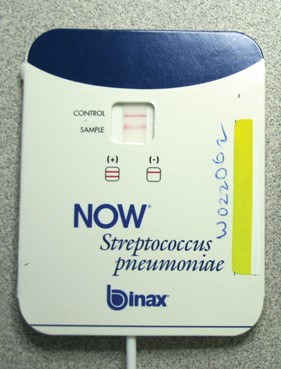 CONTROL
SAMPLE
(+) (-)
NOW®
Streptococcus
pneumoniae
binax®
W022062